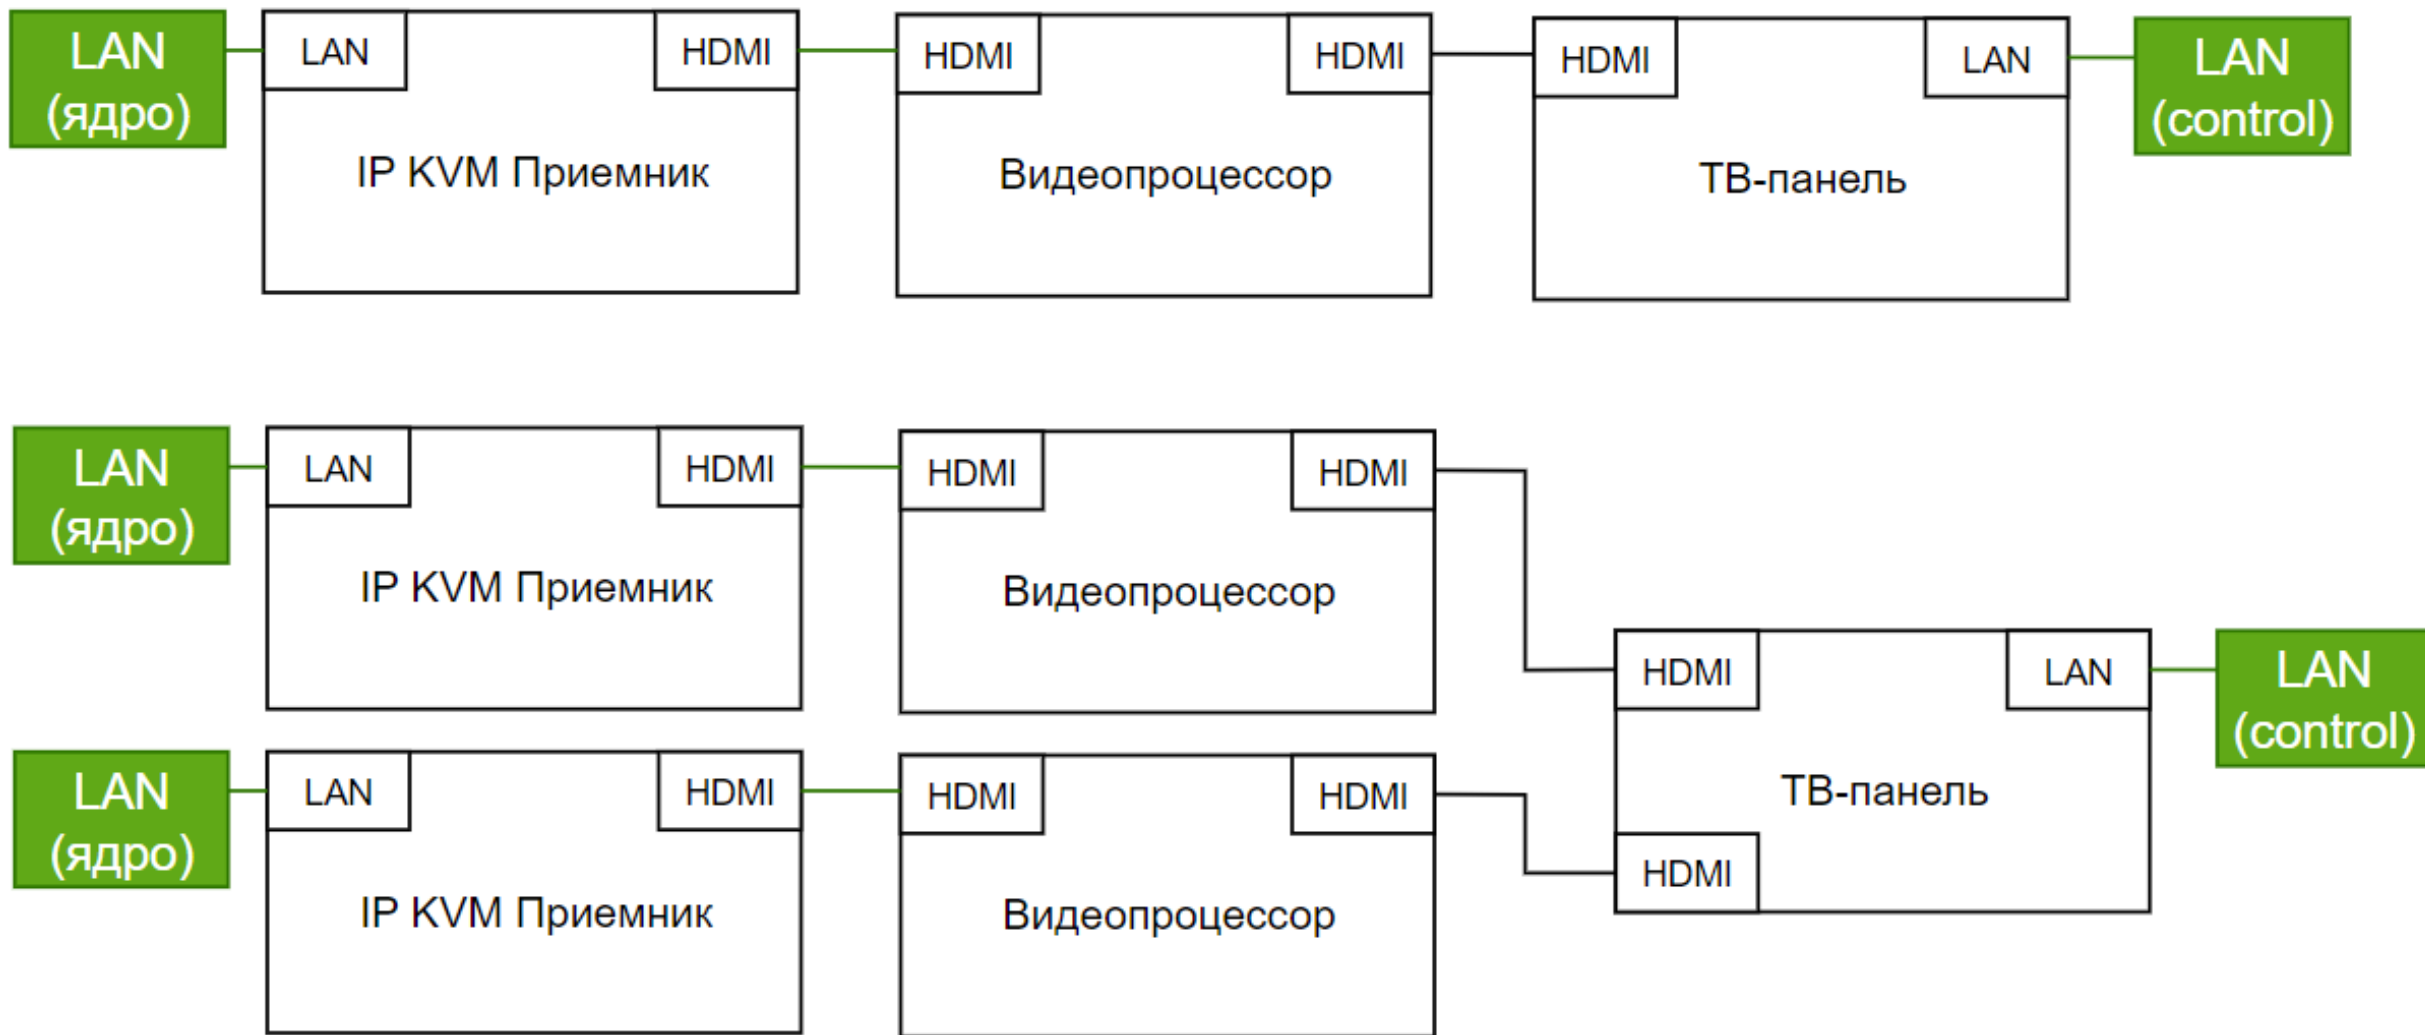 LAN
(ядро)
LAN
HDMI
IP KVM Приемник
HDMI
HDMI
Видеопроцессор
HDMI
LAN
ТВ-панель
LAN
(control)
LAN
(ядро)
LAN
HDMI
IP KVM Приемник
HDMI
HDMI
Видеопроцессор
LAN
(ядро)
LAN
HDMI
IP KVM Приемник
HDMI
HDMI
Видеопроцессор
HDMI
LAN
ТВ-панель
HDMI
LAN
(control)